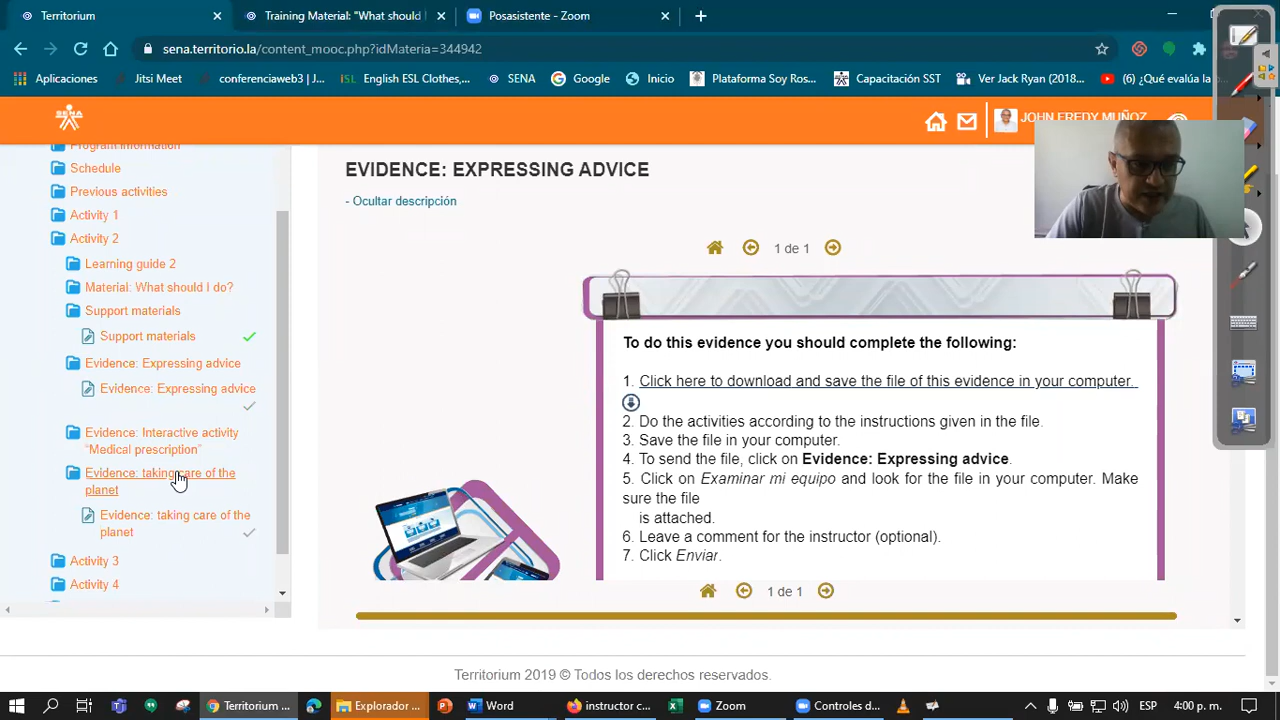 Territorium
Training Material: "What should I
Posasistente - Zoom
sena.territorio.la/content_mooc.php?idMateria=344942
Aplicaciones
Jitsi Meet
conferenciaweb3 | J...
English ESL Clothes,...
SENA
Google
Inicio
Plataforma Soy Ros...
Capacitación SST
Ver Jack Ryan (2018...
(6) ¿Qué evalúa la p...
SENA
JOHN FREDY MUÑOZ
Program information
Schedule
Previous activities
Activity 1
Activity 2
Learning guide 2
Material: What should I do?
Support materials
Support materials
Evidence: Expressing advice
Evidence: Expressing advice
Evidence: Interactive activity
"Medical prescription"
Evidence: taking care of the
planet
Evidence: taking care of the
planet
Activity 3
Activity 4
EVIDENCE: EXPRESSING ADVICE
- Ocultar descripción
1 de 1
To do this evidence you should complete the following:
1. Click here to download and save the file of this evidence in your computer.
2. Do the activities according to the instructions given in the file.
3. Save the file in your computer.
4. To send the file, click on Evidence: Expressing advice.
5. Click on Examinar mi equipo and look for the file in your computer. Make
sure the file
is attached.
6. Leave a comment for the instructor (optional).
7. Click Enviar.
1 de 1
Territorium 2019 © Todos los derechos reservados.
Territorium ...
Explorador ...
Word
instructor c...
Zoom
Controles d...
ESP
4:00 p. m.